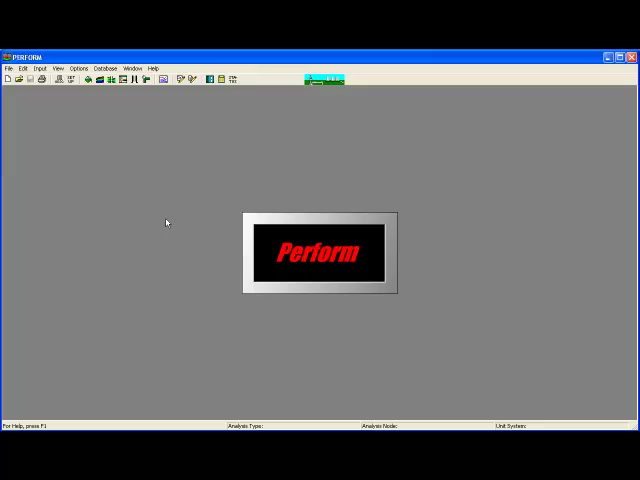 PERFORM
File Edit Input View Options Database Window Help
Perform
For Help, press F1 Analysis Type: Analysis Node: Unit System: